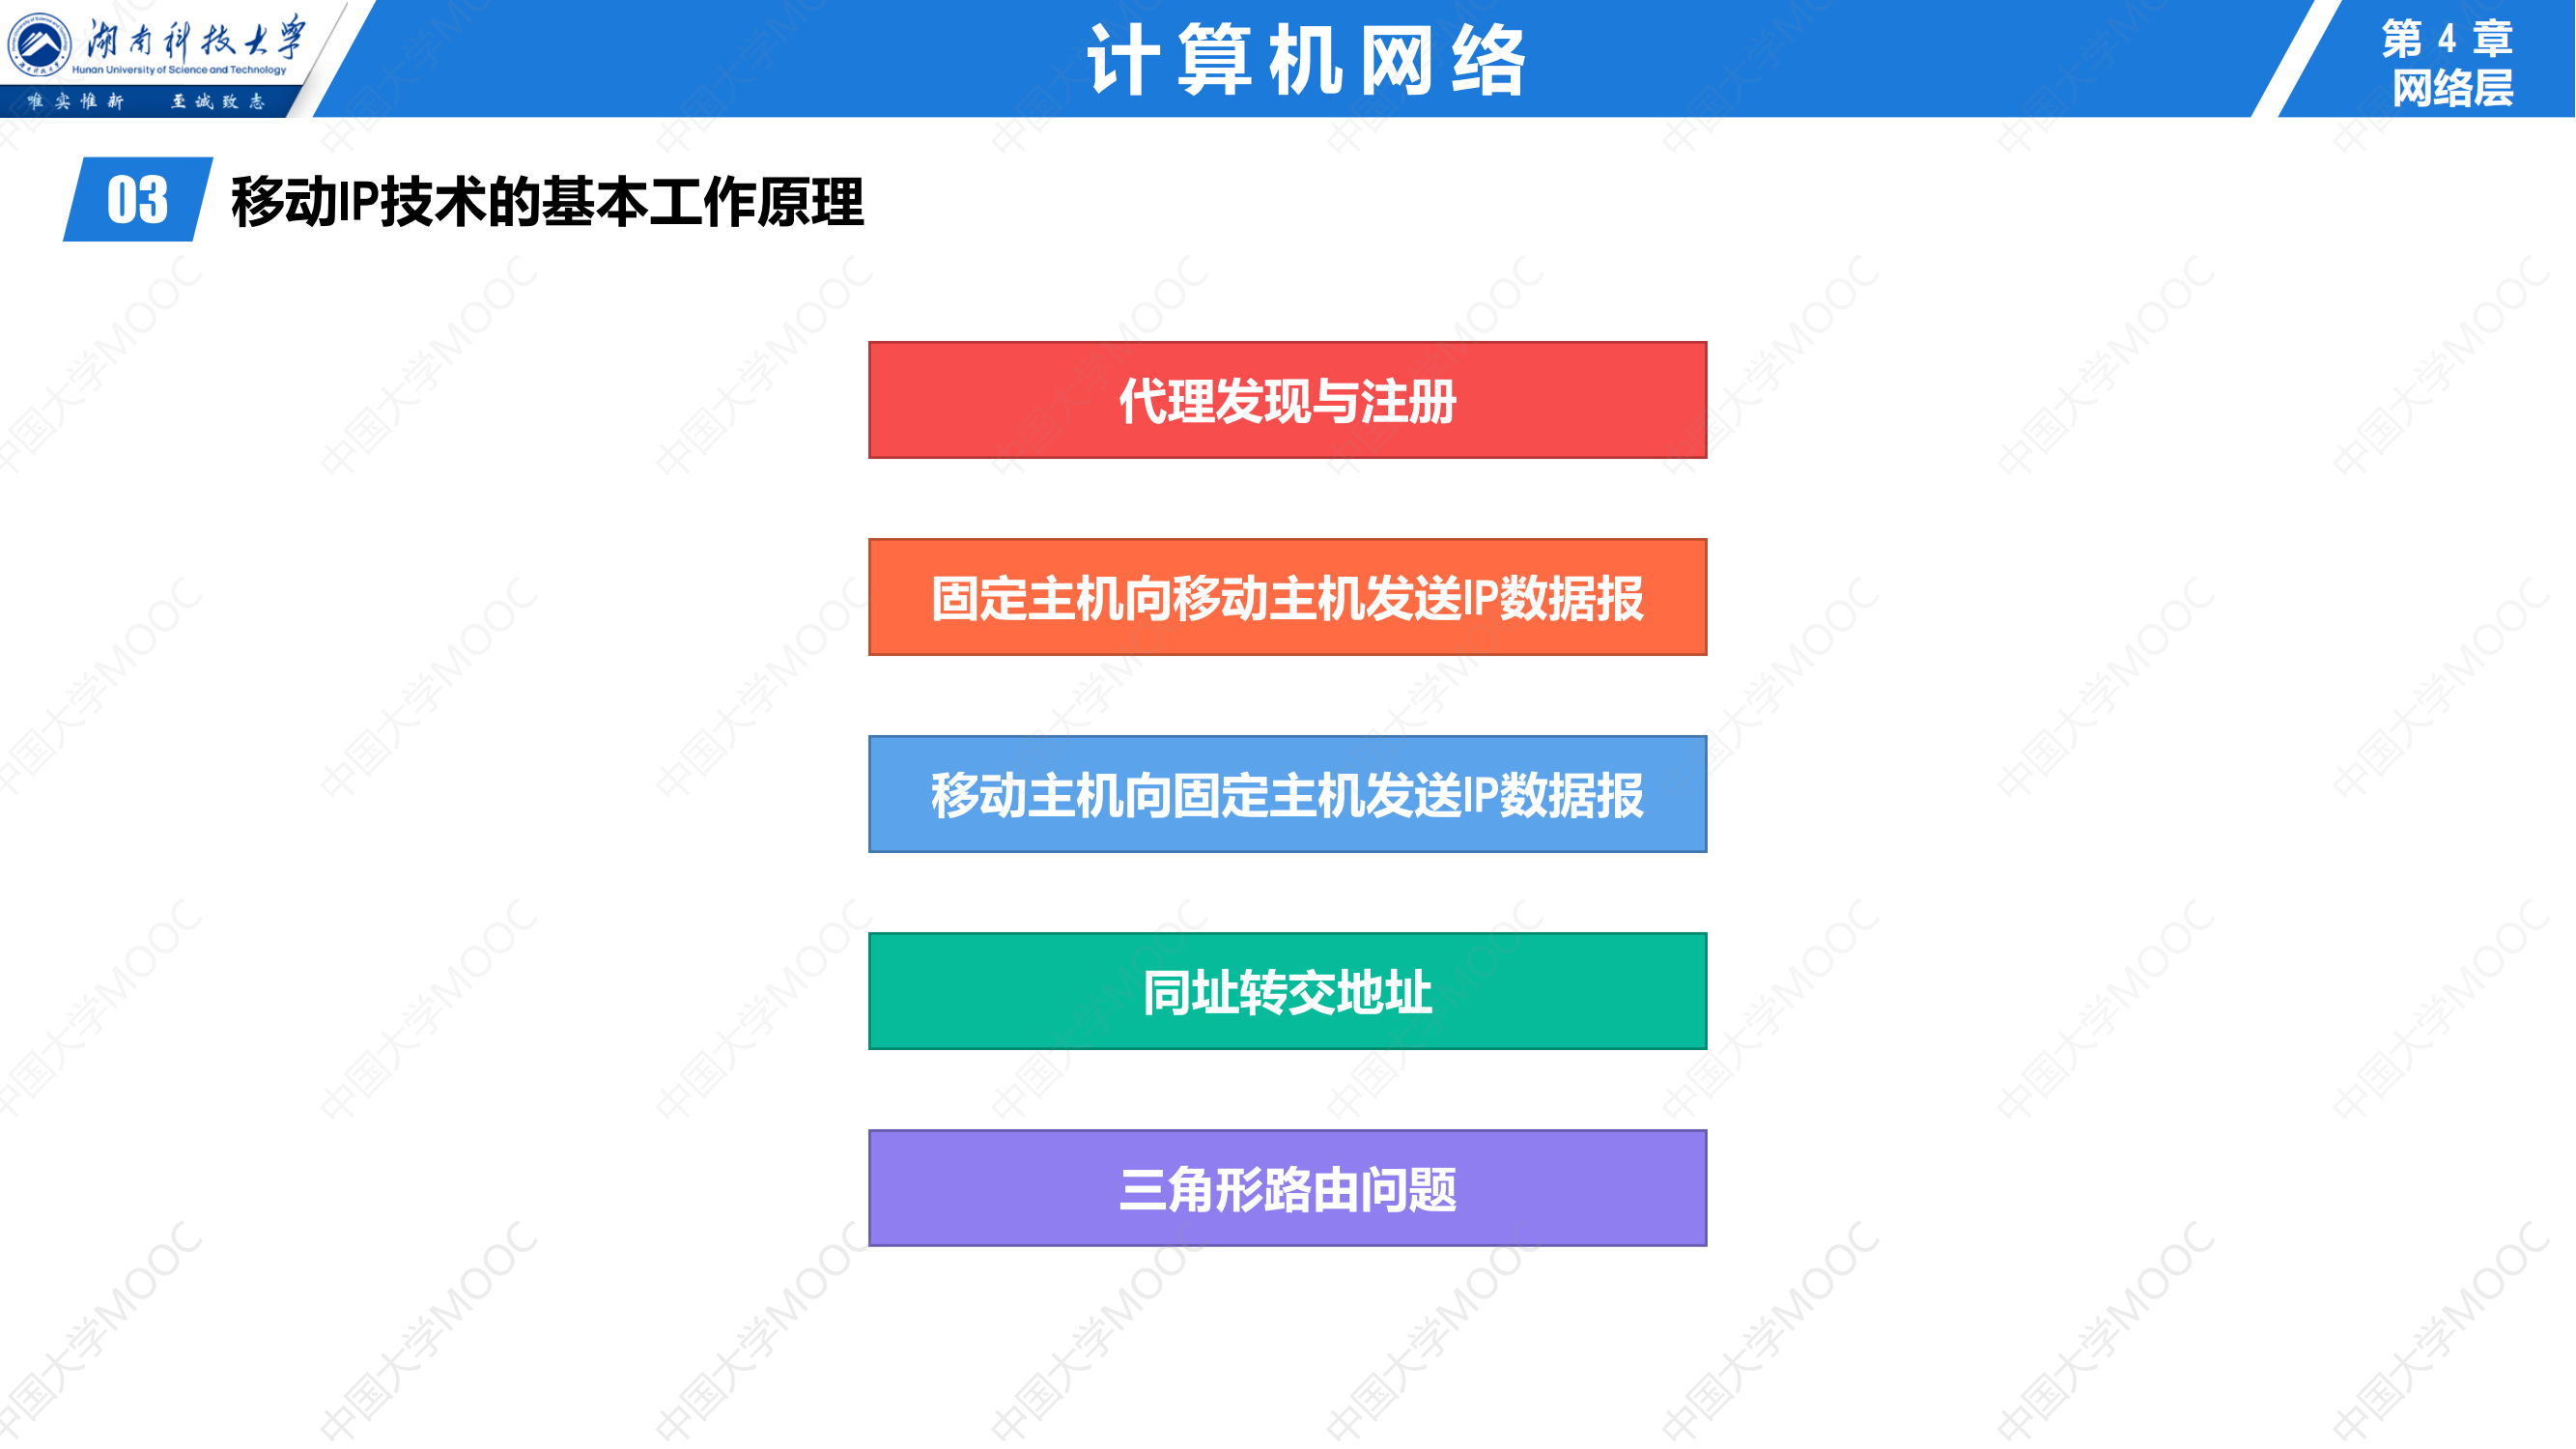 湖南科技大学
Hunan University of Science and Technology
唯实惟新 至诚致志
计算机网络
第 4 章
网络层
03 移动IP技术的基本工作原理
代理发现与注册
固定主机向移动主机发送IP数据报
移动主机向固定主机发送IP数据报
同址转交地址
三角形路由问题
中国大学MOOC